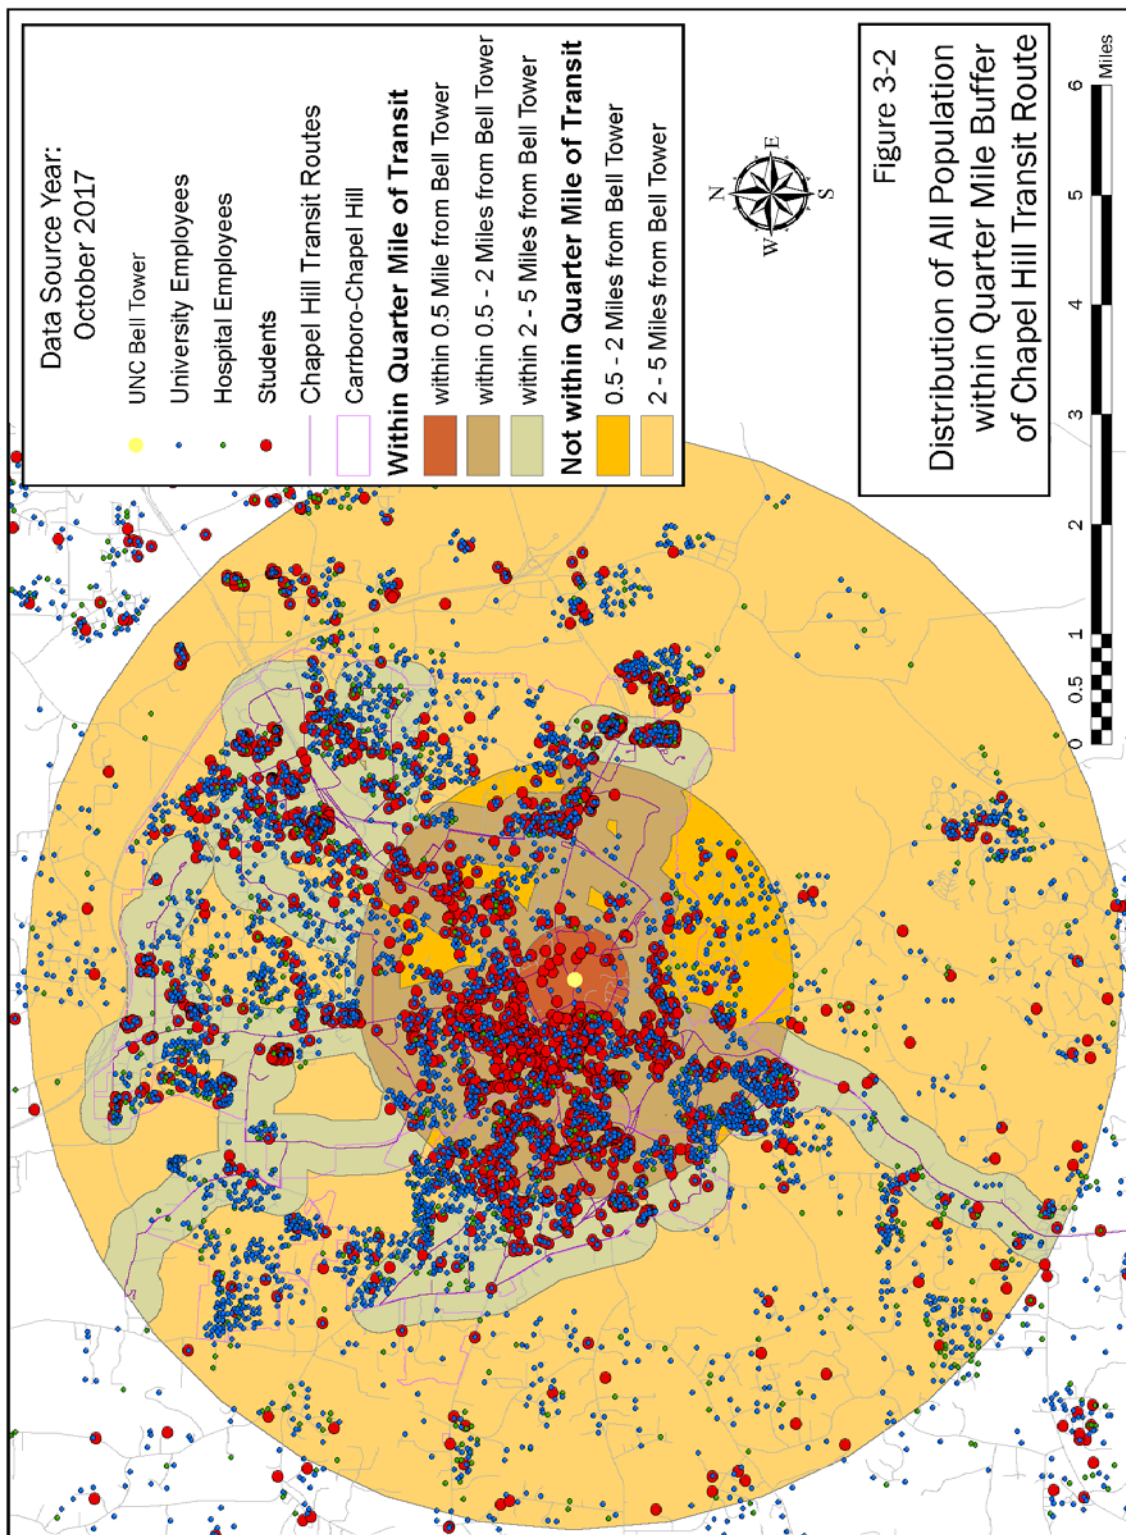 Data Source Year:
October 2017
UNC Bell Tower
University Employees
Hospital Employees
Students
Chapel Hill Transit Routes
Carrboro-Chapel Hill
Within Quarter Mile of Transit
within 0.5 Mile from Bell Tower
within 0.5 - 2 Miles from Bell Tower
within 2 - 5 Miles from Bell Tower
Not within Quarter Mile of Transit
0.5 - 2 Miles from Bell Tower
2 - 5 Miles from Bell Tower
N
W E
S
Figure 3-2
Distribution of All Population
within Quarter Mile Buffer
of Chapel Hill Transit Route
0 0.5 1 2 3 4 5 6
Miles